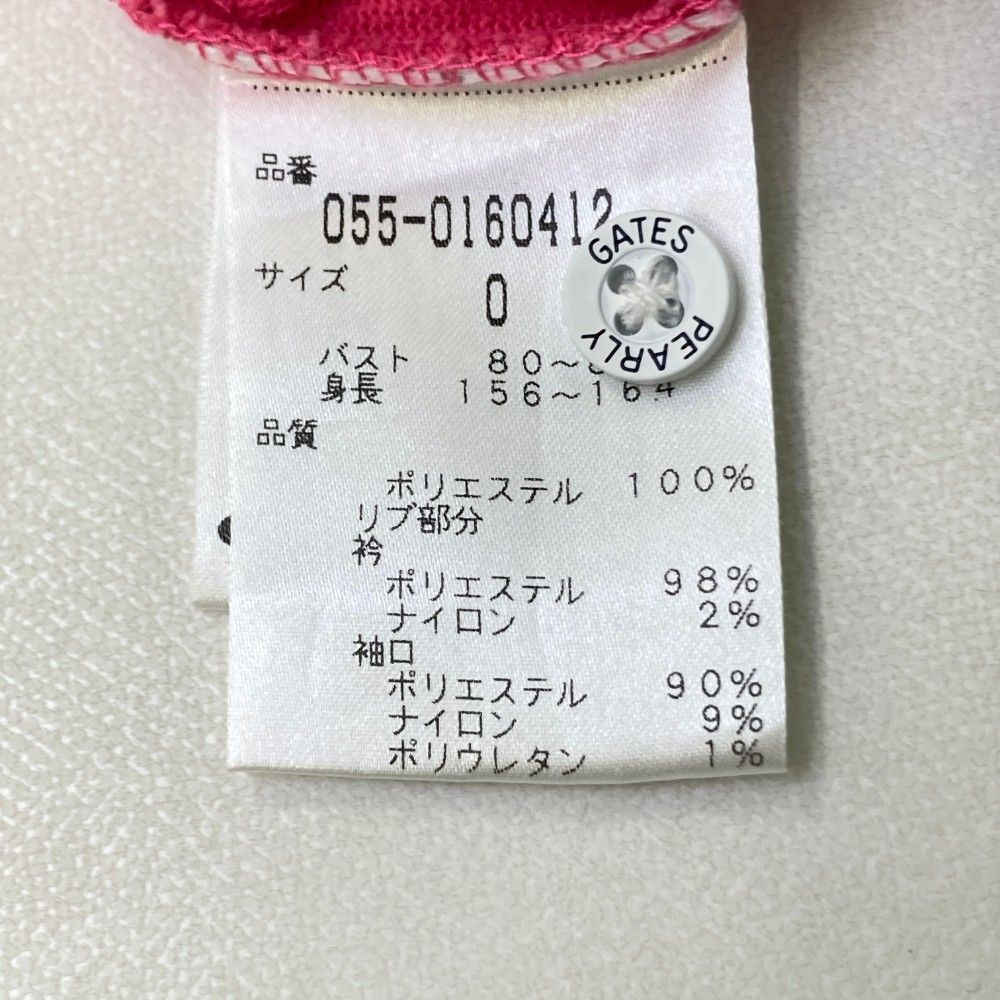 品番
055-0160412
サイズ 0
バスト 80～
身長 156～164
品質
ポリエステル 100%
リブ部分
衿
ポリエステル 98%
ナイロン 2%
袖口
ポリエステル 90%
ナイロン 9%
ポリウレタン 1%
PEARLY GATES